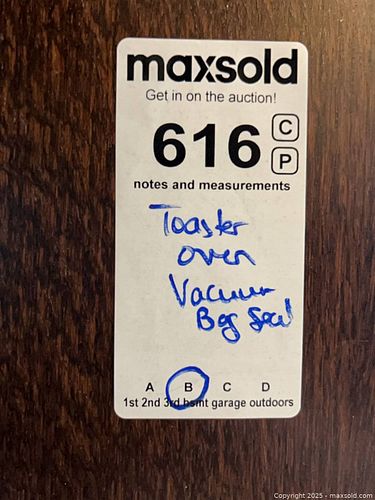 maxsold
Get in on the auction!
616 C
P
notes and measurements
Toaster
oven
Vacuum
Bag Seal
A B C D
1st 2nd 3rd bsmt garage outdoors
Copyright 2025 - maxsold.com